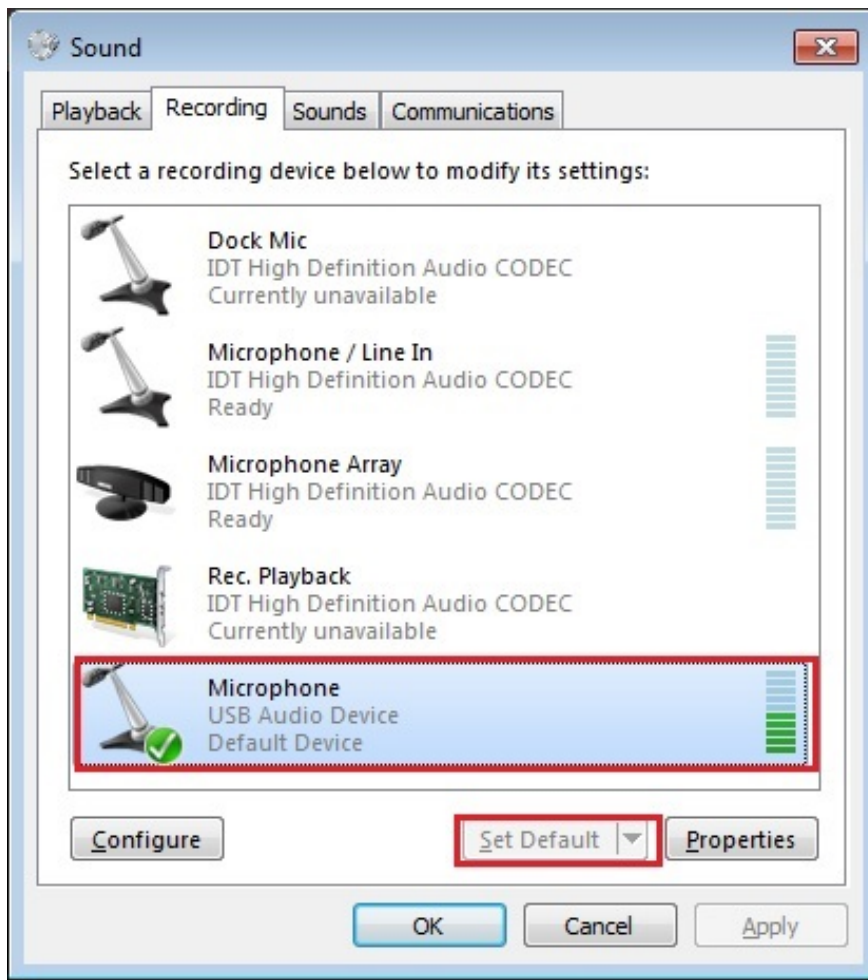 Sound
Playback Recording Sounds Communications
Select a recording device below to modify its settings:
Dock Mic
IDT High Definition Audio CODEC
Currently unavailable
Microphone / Line In
IDT High Definition Audio CODEC
Ready
Microphone Array
IDT High Definition Audio CODEC
Ready
Rec. Playback
IDT High Definition Audio CODEC
Currently unavailable
Microphone
USB Audio Device
Default Device
Configure Set Default Properties
OK Cancel Apply